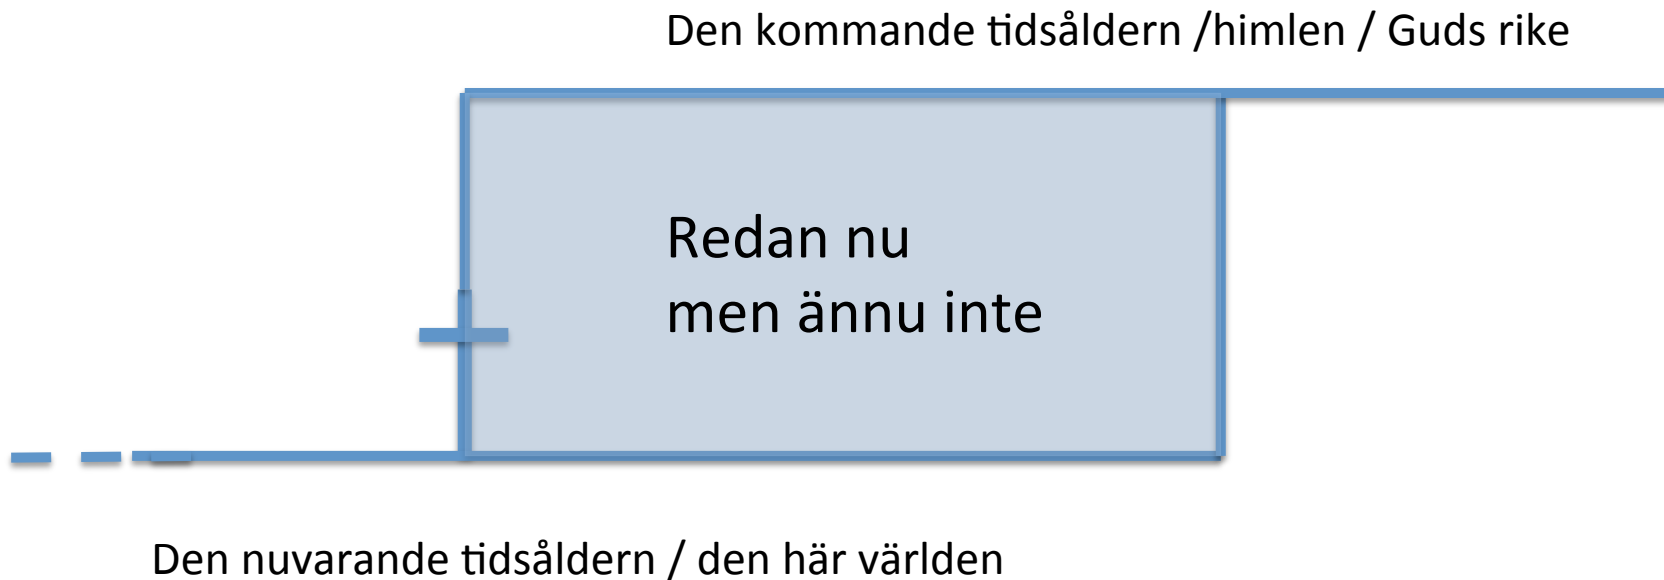 Den kommande tidsåldern /himlen / Guds rike
Redan nu
men ännu inte
Den nuvarande tidsåldern / den här världen